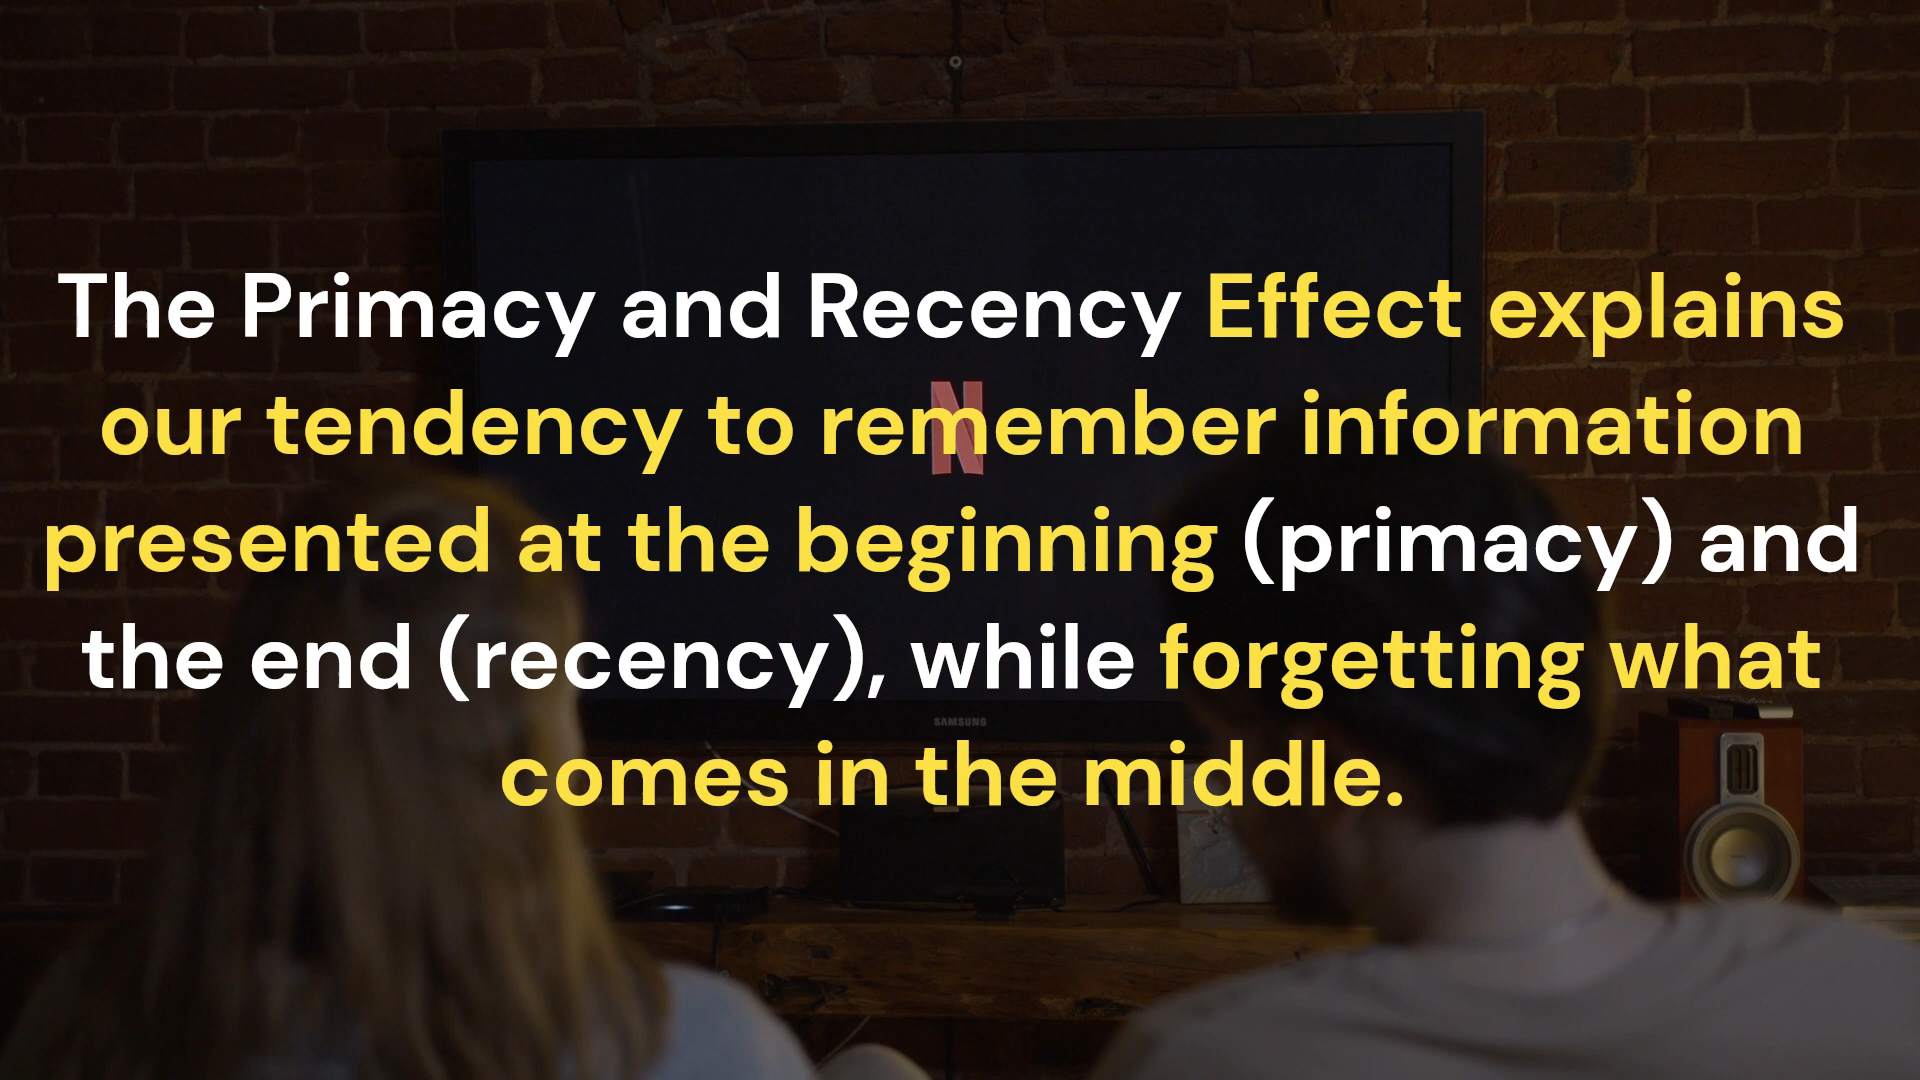 The Primacy and Recency Effect explains
our tendency to remember information
presented at the beginning (primacy) and
the end (recency), while forgetting what
comes in the middle.
N
SAMSUNG